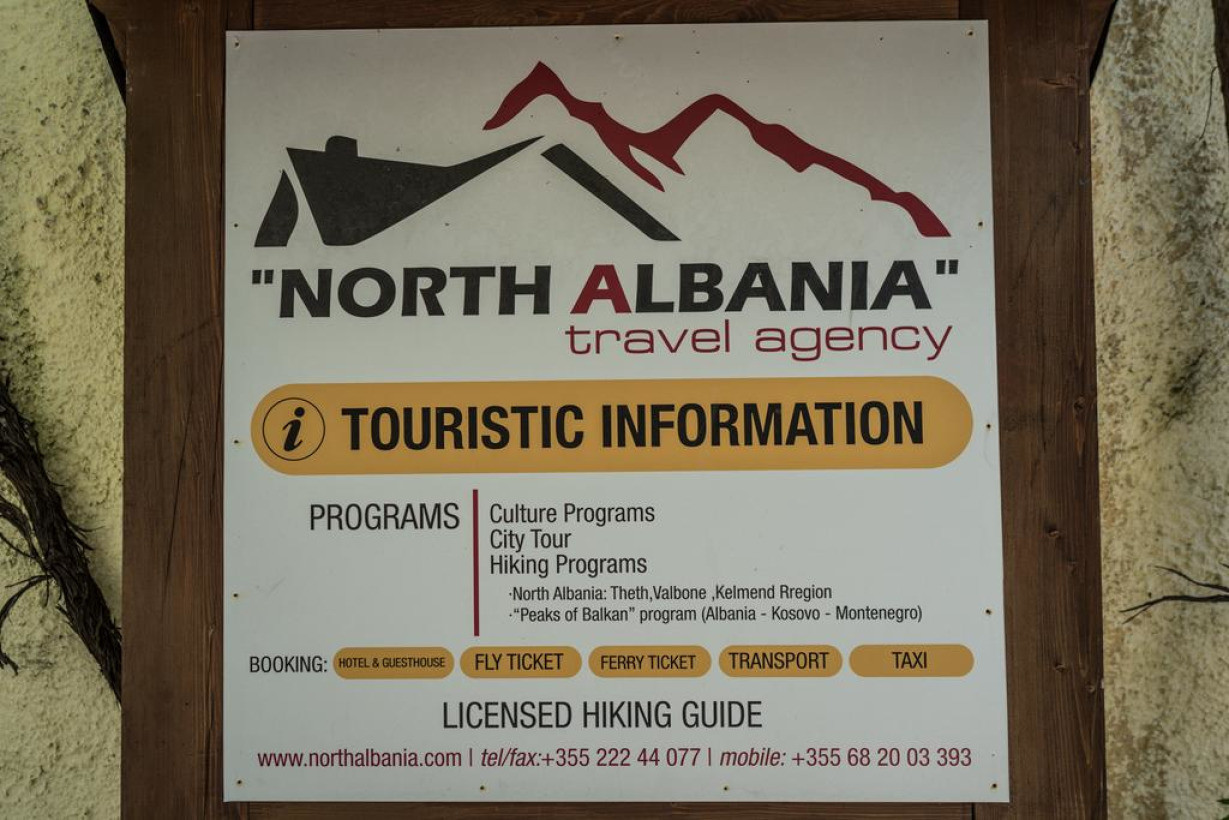 "NORTH ALBANIA"
travel agency
i TOURISTIC INFORMATION
PROGRAMS
Culture Programs
City Tour
Hiking Programs
·North Albania: Theth,Valbone ,Kelmend Rregion
·"Peaks of Balkan" program (Albania - Kosovo - Montenegro)
BOOKING: HOTEL & GUESTHOUSE FLY TICKET FERRY TICKET TRANSPORT TAXI
LICENSED HIKING GUIDE
www.northalbania.com | tel/fax:+355 222 44 077 | mobile: +355 68 20 03 393